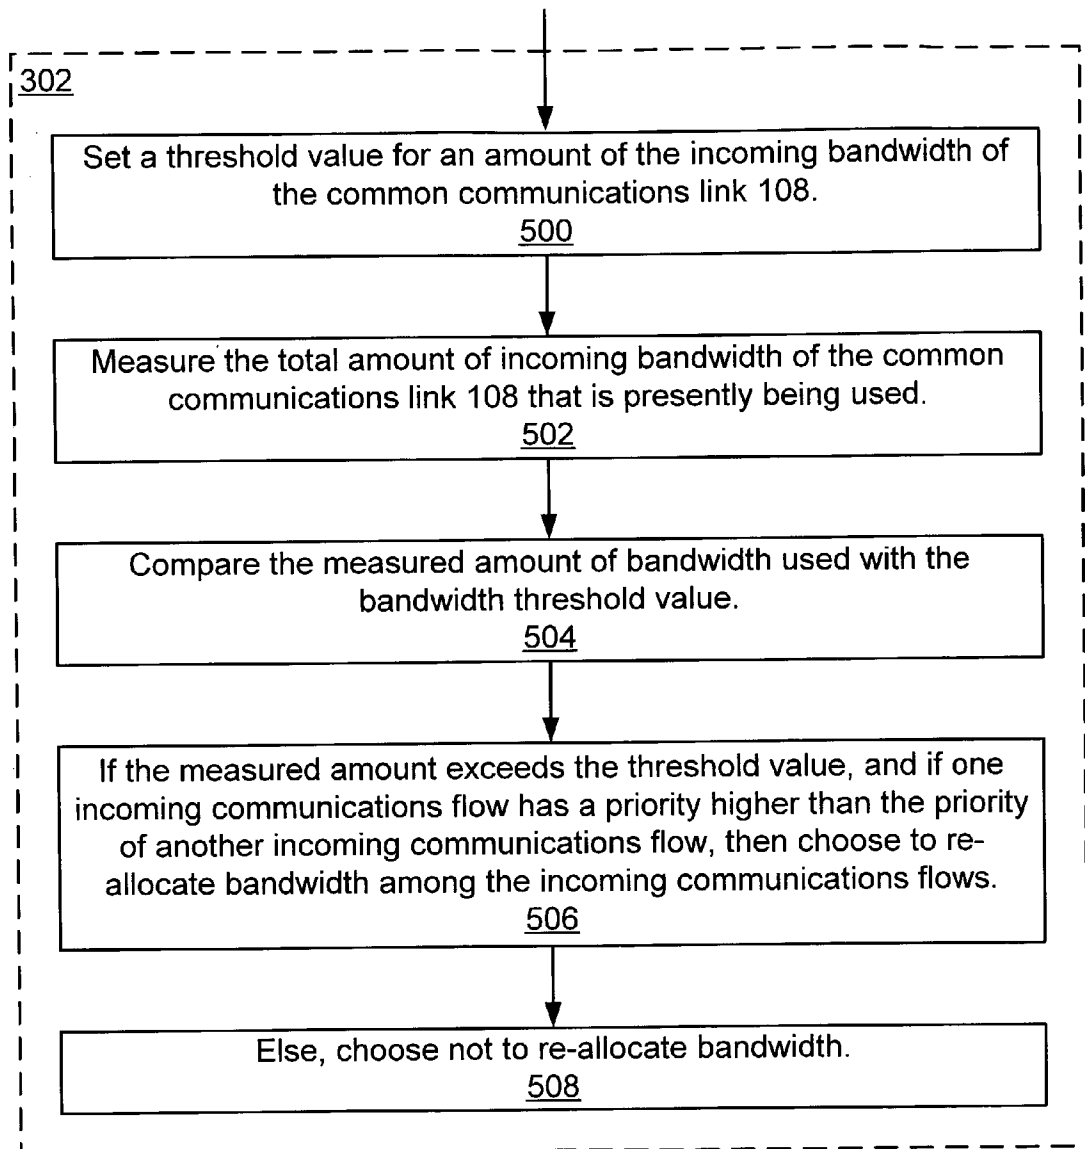 302
Set a threshold value for an amount of the incoming bandwidth of
the common communications link 108.
500
Measure the total amount of incoming bandwidth of the common
communications link 108 that is presently being used.
502
Compare the measured amount of bandwidth used with the
bandwidth threshold value.
504
If the measured amount exceeds the threshold value, and if one
incoming communications flow has a priority higher than the priority
of another incoming communications flow, then choose to re-
allocate bandwidth among the incoming communications flows.
506
Else, choose not to re-allocate bandwidth.
508